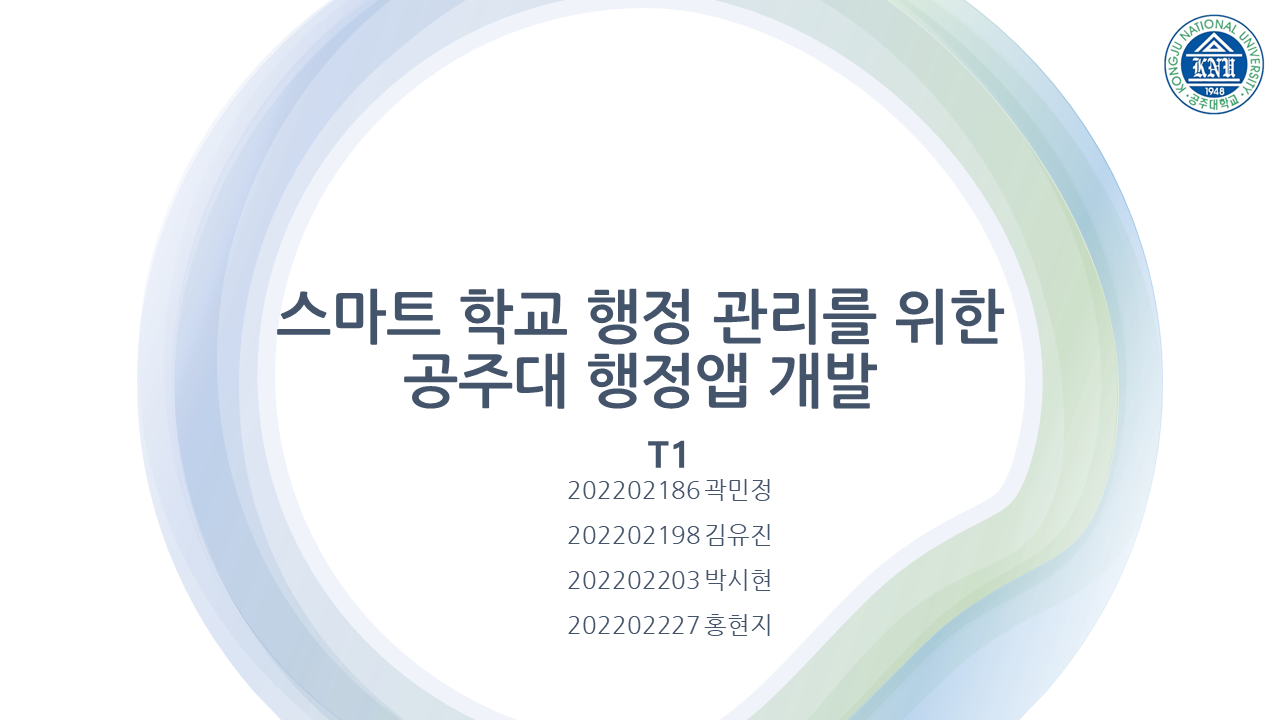 KONGJU NATIONAL UNIVERSITY
KNU
1948
공주대학교
스마트 학교 행정 관리를 위한
공주대 행정앱 개발
T1
202202186 곽민정
202202198 김유진
202202203 박시현
202202227 홍현지